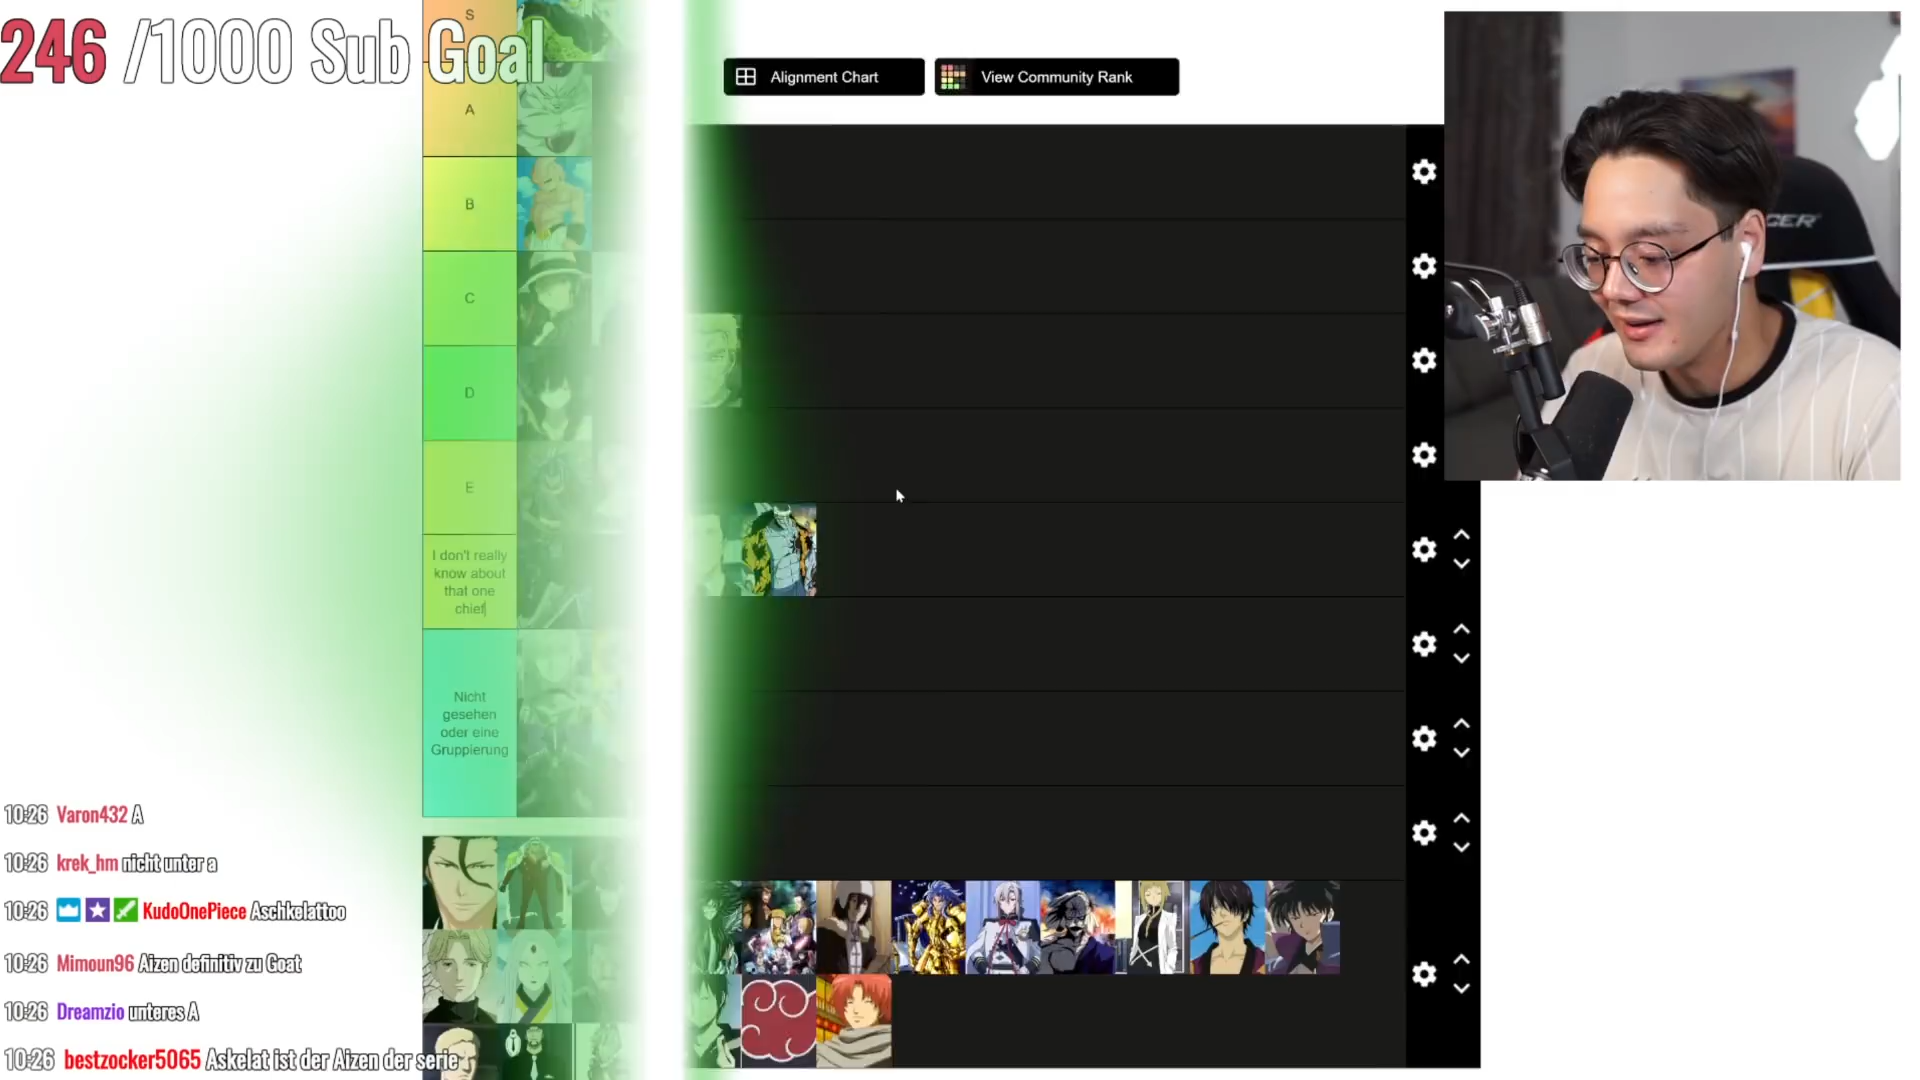 246 /1000 Sub Goal
Alignment Chart
View Community Rank
S
A
B
C
D
E
I don't really
know about
that one
chief
Nicht
gesehen
oder eine
Gruppierung
CER
10:26 Varon432 A
10:26 krek_hm nicht unter a
10:26 KudoOnePiece Aschkelattoo
10:26 Mimoun96 Aizen definitiv zu Goat
10:26 Dreamzio unteres A
10:26 bestzocker5065 Askelat ist der Aizen der serie